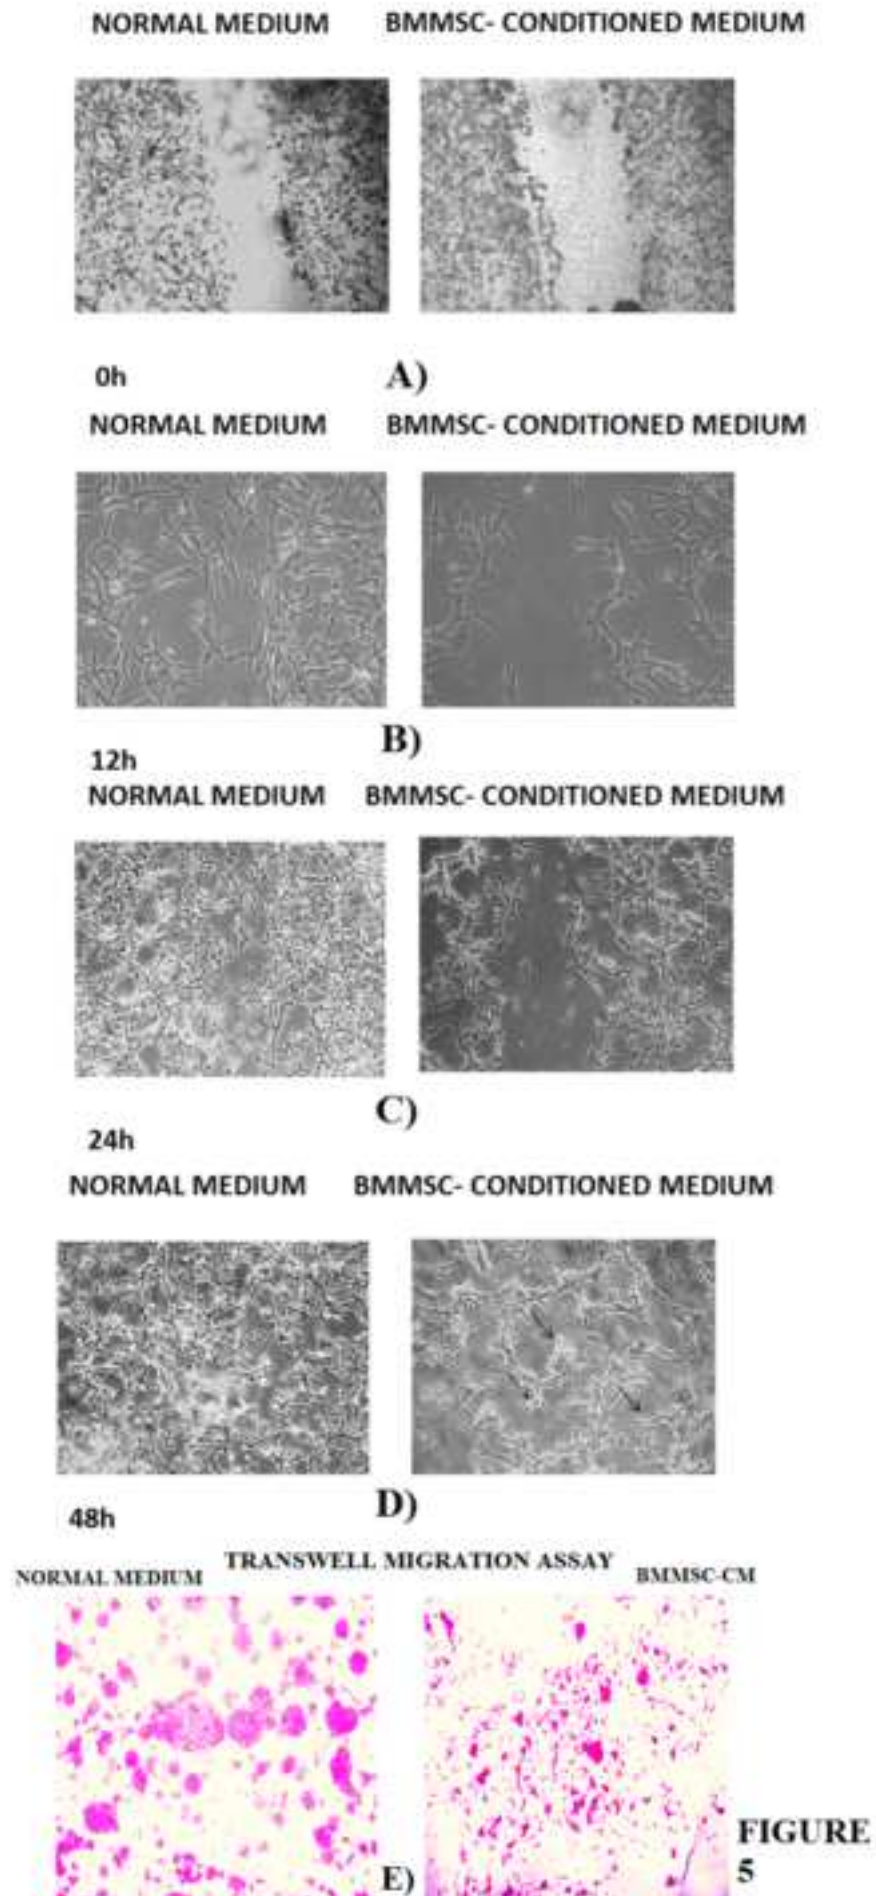 NORMAL MEDIUM BMMSC- CONDITIONED MEDIUM
0h A)
NORMAL MEDIUM BMMSC- CONDITIONED MEDIUM
12h B)
NORMAL MEDIUM BMMSC- CONDITIONED MEDIUM
C)
24h
NORMAL MEDIUM BMMSC- CONDITIONED MEDIUM
D)
48h
TRANSWELL MIGRATION ASSAY
NORMAL MEDIUM BMMSC-CM
FIGURE
5
E)